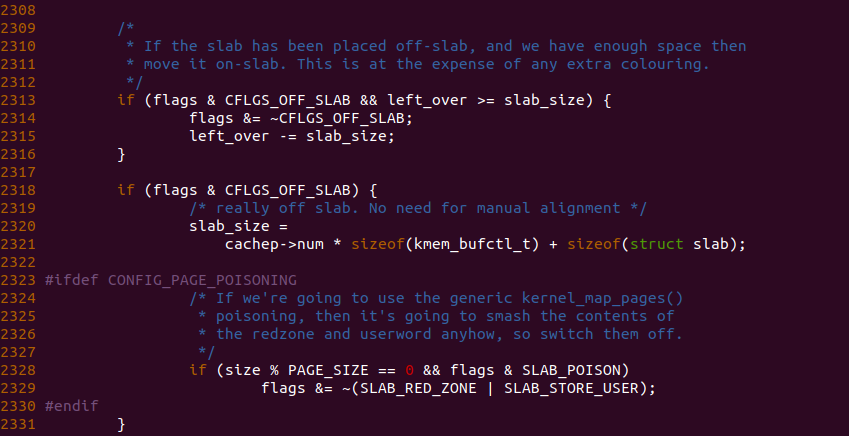 2308
2309         /*
2310          * If the slab has been placed off-slab, and we have enough space then
2311          * move it on-slab. This is at the expense of any extra colouring.
2312          */
2313         if (flags & CFLGS_OFF_SLAB && left_over >= slab_size) {
2314                 flags &= ~CFLGS_OFF_SLAB;
2315                 left_over -= slab_size;
2316         }
2317
2318         if (flags & CFLGS_OFF_SLAB) {
2319                 /* really off slab. No need for manual alignment */
2320                 slab_size =
2321                     cachep->num * sizeof(kmem_bufctl_t) + sizeof(struct slab);
2322
2323 #ifdef CONFIG_PAGE_POISONING
2324                 /* If we're going to use the generic kernel_map_pages()
2325                  * poisoning, then it's going to smash the contents of
2326                  * the redzone and userword anyhow, so switch them off.
2327                  */
2328                 if (size % PAGE_SIZE == 0 && flags & SLAB_POISON)
2329                         flags &= ~(SLAB_RED_ZONE | SLAB_STORE_USER);
2330 #endif
2331         }